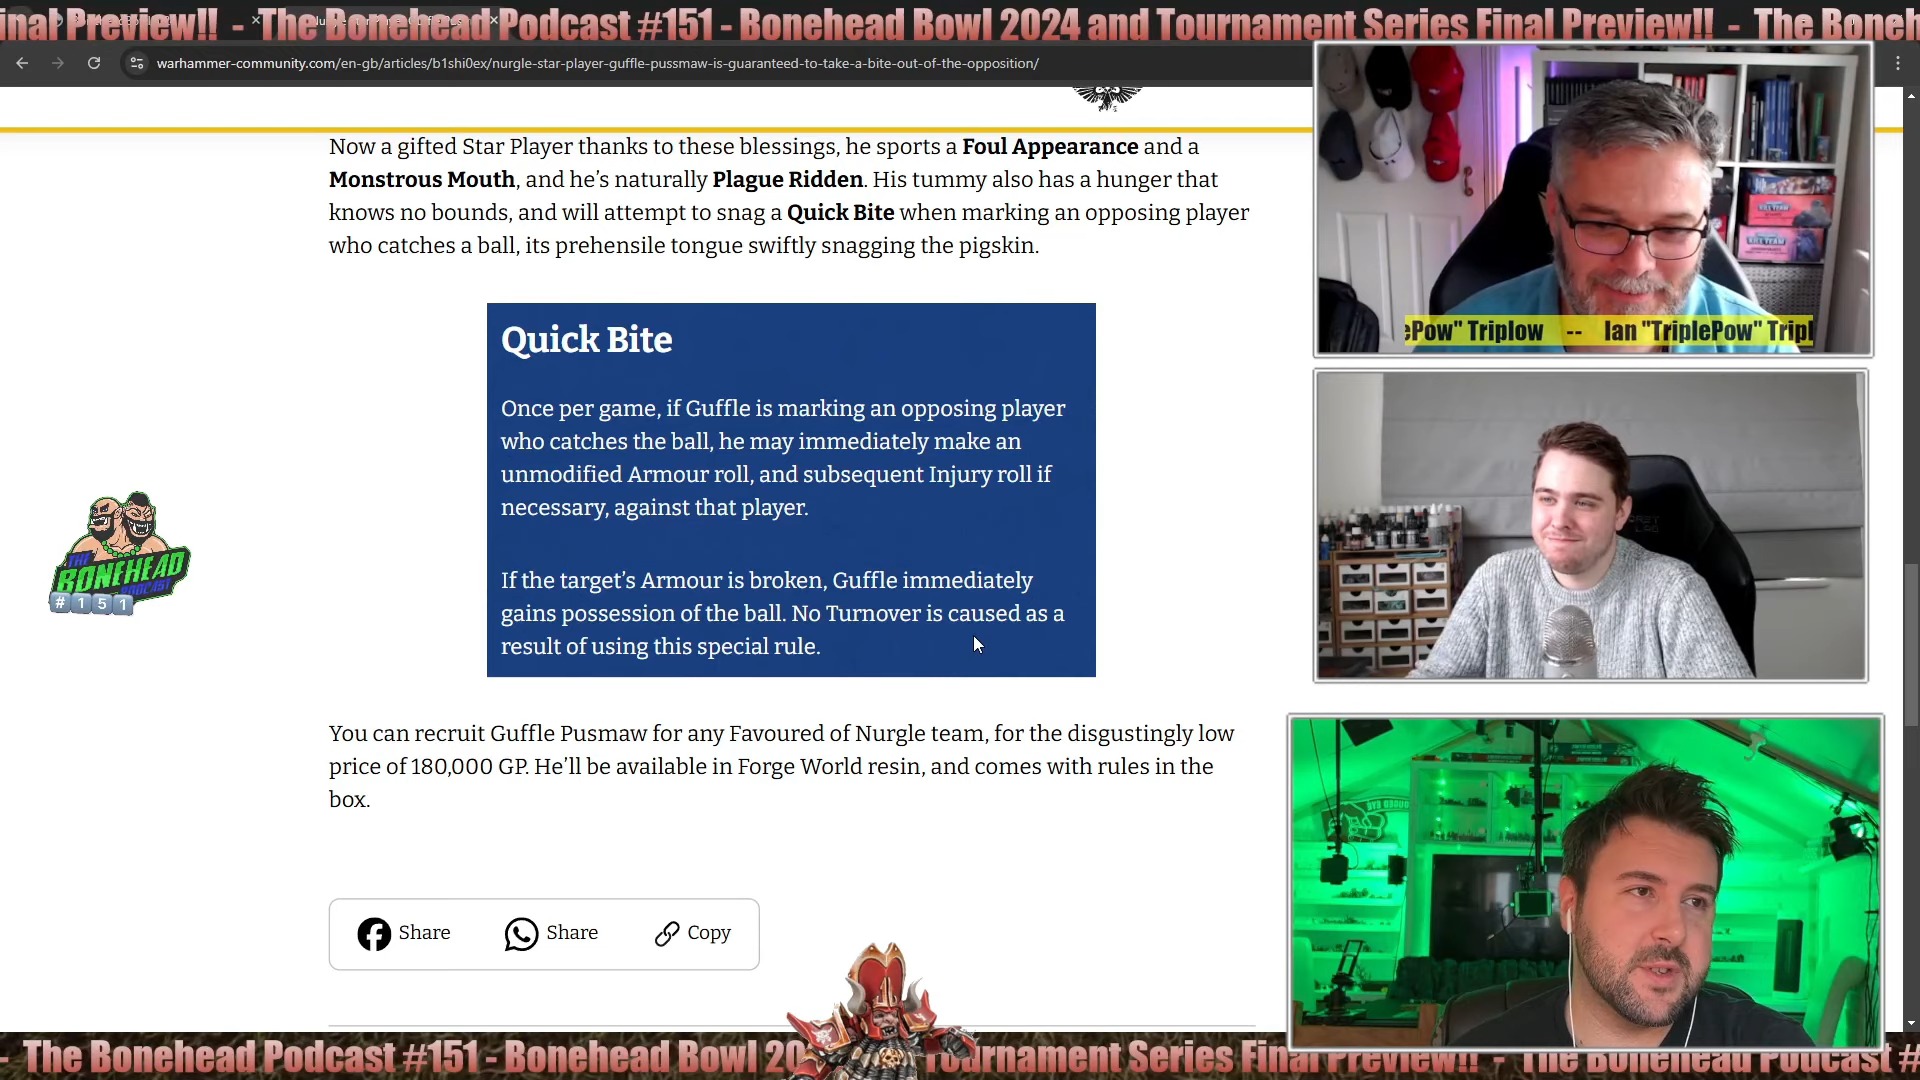 inal Preview!! - The Bonehead Podcast #151 - Bonehead Bowl 2024 and Tournament Series Final Preview!! - The Boneh
warhammer-community.com/en-gb/articles/b1shi0ex/nurgle-star-player-guffle-pussmaw-is-guaranteed-to-take-a-bite-out-of-the-opposition/
Now a gifted Star Player thanks to these blessings, he sports a Foul Appearance and a
Monstrous Mouth, and he’s naturally Plague Ridden. His tummy also has a hunger that
knows no bounds, and will attempt to snag a Quick Bite when marking an opposing player
who catches a ball, its prehensile tongue swiftly snagging the pigskin.
Quick Bite
Once per game, if Guffle is marking an opposing player
who catches the ball, he may immediately make an
unmodified Armour roll, and subsequent Injury roll if
necessary, against that player.
If the target’s Armour is broken, Guffle immediately
gains possession of the ball. No Turnover is caused as a
result of using this special rule.
You can recruit Guffle Pusmaw for any Favoured of Nurgle team, for the disgustingly low
price of 180,000 GP. He’ll be available in Forge World resin, and comes with rules in the
box.
Share
Share
Copy
THE
BONEHEAD
PODCAST
#151
ePow" Triplow -- Ian "TriplePow" Tripl
- The Bonehead Podcast #151 - Bonehead Bowl 20 ournament Series Final Preview!! - The Bonehead Podcast #